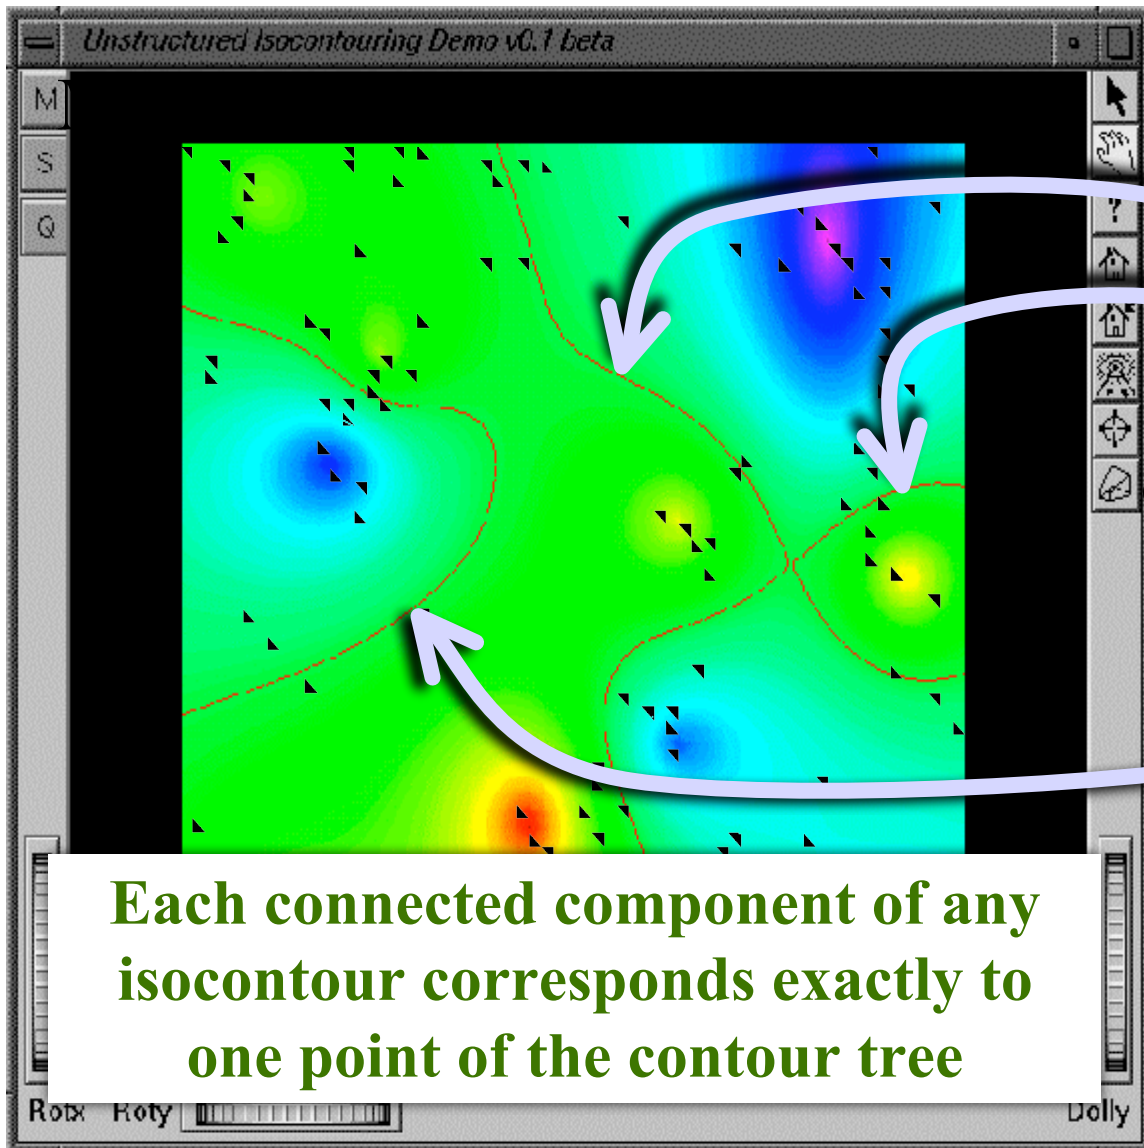 Unstructured Isocontouring Demo v0.1 beta
M
S
Q
?
Each connected component of any
isocontour corresponds exactly to
one point of the contour tree
Rotx Roty
Dolly